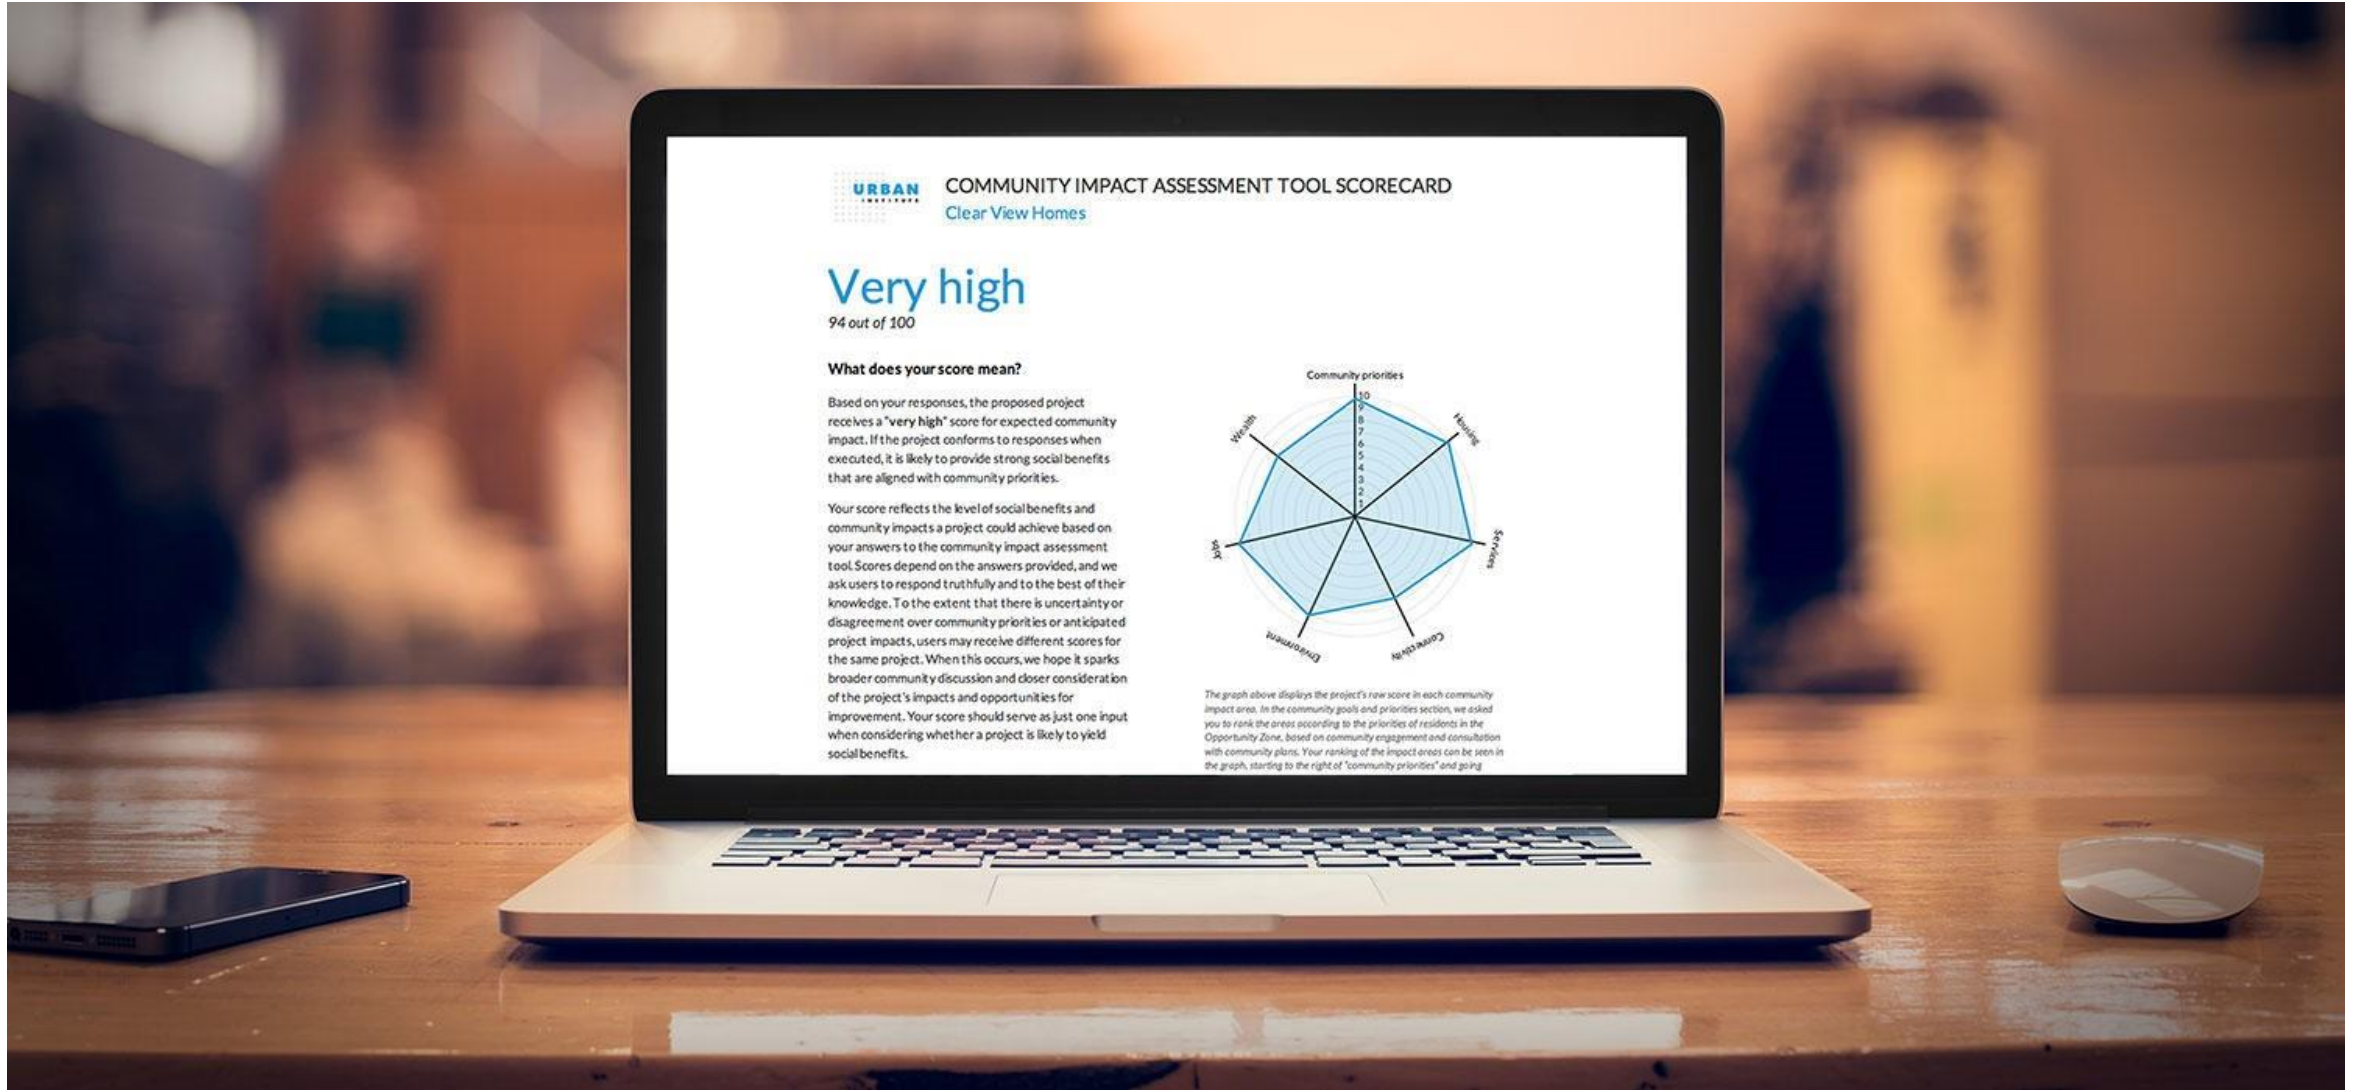 URBAN
INSTITUTE
COMMUNITY IMPACT ASSESSMENT TOOL SCORECARD
Clear View Homes
Very high
94 out of 100
What does your score mean?
Based on your responses, the proposed project
receives a "very high" score for expected community
impact. If the project conforms to responses when
executed, it is likely to provide strong social benefits
that are aligned with community priorities.
Your score reflects the level of social benefits and
community impacts a project could achieve based on
your answers to the community impact assessment
tool. Scores depend on the answers provided, and we
ask users to respond truthfully and to the best of their
knowledge. To the extent that there is uncertainty or
disagreement over community priorities or anticipated
project impacts, users may receive different scores for
the same project. When this occurs, we hope it sparks
broader community discussion and closer consideration
of the project's impacts and opportunities for
improvement. Your score should serve as just one input
when considering whether a project is likely to yield
social benefits.
Community priorities
10
9
8
7
6
5
4
3
2
1
Housing
Services
Connectivity
Environment
Jobs
Wealth
The graph above displays the project's raw score in each community
impact area. In the community goals and priorities section, we asked
you to rank the areas according to the priorities of residents in the
Opportunity Zone, based on community engagement and consultation
with community plans. Your ranking of the impact areas can be seen in
the graph, starting to the right of "community priorities" and going